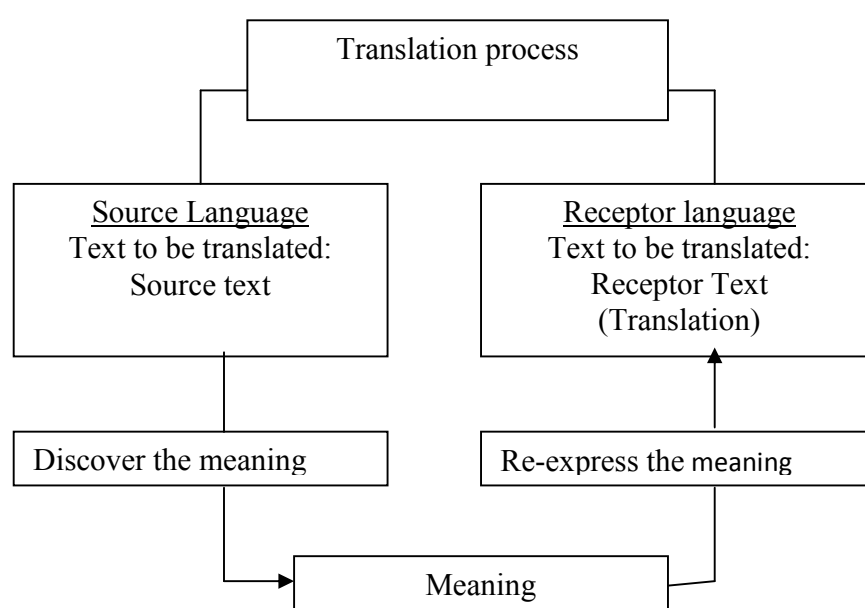 Translation process
Source Language
Text to be translated:
Source text
Receptor language
Text to be translated:
Receptor Text
(Translation)
Discover the meaning
Re-express the meaning
Meaning